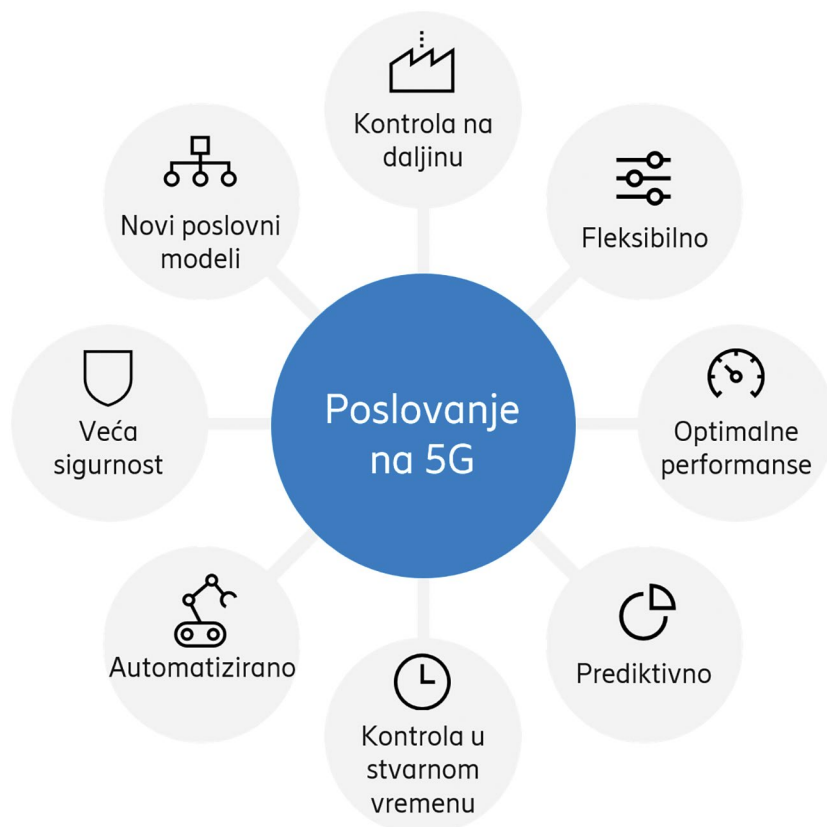 Kontrola na
daljinu
Novi poslovni
modeli
Fleksibilno
Veća
sigurnost
Poslovanje
na 5G
Optimalne
performanse
Automatizirano
Prediktivno
Kontrola u
stvarnom
vremenu